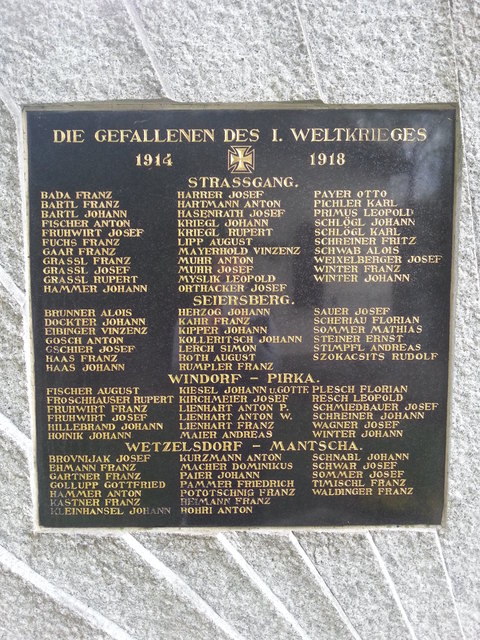 DIE GEFALLENEN DES I. WELTKRIEGES
1914 1918
STRASSGANG.
BADA FRANZ HARRER JOSEF PAYER OTTO
BARTL FRANZ HARTMANN ANTON PICHLER KARL
BARTL JOHANN HASENRATH JOSEF PRIMUS LEOPOLD
FISCHER ANTON KRIEGL JOHANN SCHLÖGL JOHANN
FRUHWIRT JOSEF KRIEGL RUPERT SCHLÖGL KARL
FUCHS FRANZ LIPP AUGUST SCHREINER FRITZ
GAAR FRANZ MAYERHOLD VINZENZ SCHWAB ALOIS
GRASSL FRANZ MUHR ANTON WEIXELBERGER JOSEF
GRASSL JOSEF MUHR JOSEF WINTER FRANZ
GRASSL RUPERT MYSLIK LEOPOLD WINTER JOHANN
HAMMER JOHANN ORTHACKER JOSEF
SEIERSBERG.
BRUNNER ALOIS HERZOG JOHANN SAUER JOSEF
DOCKTER JOHANN KAHR FRANZ SCHERIAU FLORIAN
EIBINGER VINZENZ KIPPER JOHANN SOMMER MATHIAS
GOSCH ANTON KOLLERITSCH JOHANN STEINER ERNST
GSCHIER JOSEF LERCH SIMON STIMPFL ANDREAS
HAAS FRANZ ROTH AUGUST SZOKACSITS RUDOLF
HAAS JOHANN RUMPLER FRANZ
WINDORF - PIRKA.
FISCHER AUGUST KIESEL JOHANN u.GOTTE PLESCH FLORIAN
FROSCHHAUSER RUPERT KIRCHMEIER JOSEF RESCH LEOPOLD
FRUHWIRT FRANZ LIENHART ANTON P. SCHMIEDBAUER JOSEF
FRUHWIRT JOSEF LIENHART ANTON W. SCHREINER JOHANN
HILLEBRAND JOHANN LIENHART FRANZ WAGNER JOSEF
HOINIK JOHANN MAIER ANDREAS WINTER JOHANN
WETZELSDORF - MANTSCHA.
BROVNIJAK JOSEF KURZMANN ANTON SCHNABL JOHANN
EHMANN FRANZ MACHER DOMINIKUS SCHWAR JOSEF
GARTNER FRANZ PAIER JOHANN SOMMER JOSEF
GOLLUPP GOTTFRIED PAMMER FRIEDRICH TIMISCHL FRANZ
HAMMER ANTON POTOTSCHNIG FRANZ WALDINGER FRANZ
KASTNER FRANZ REIMANN FRANZ
KLEINHANSEL JOHANN ROHRI ANTON